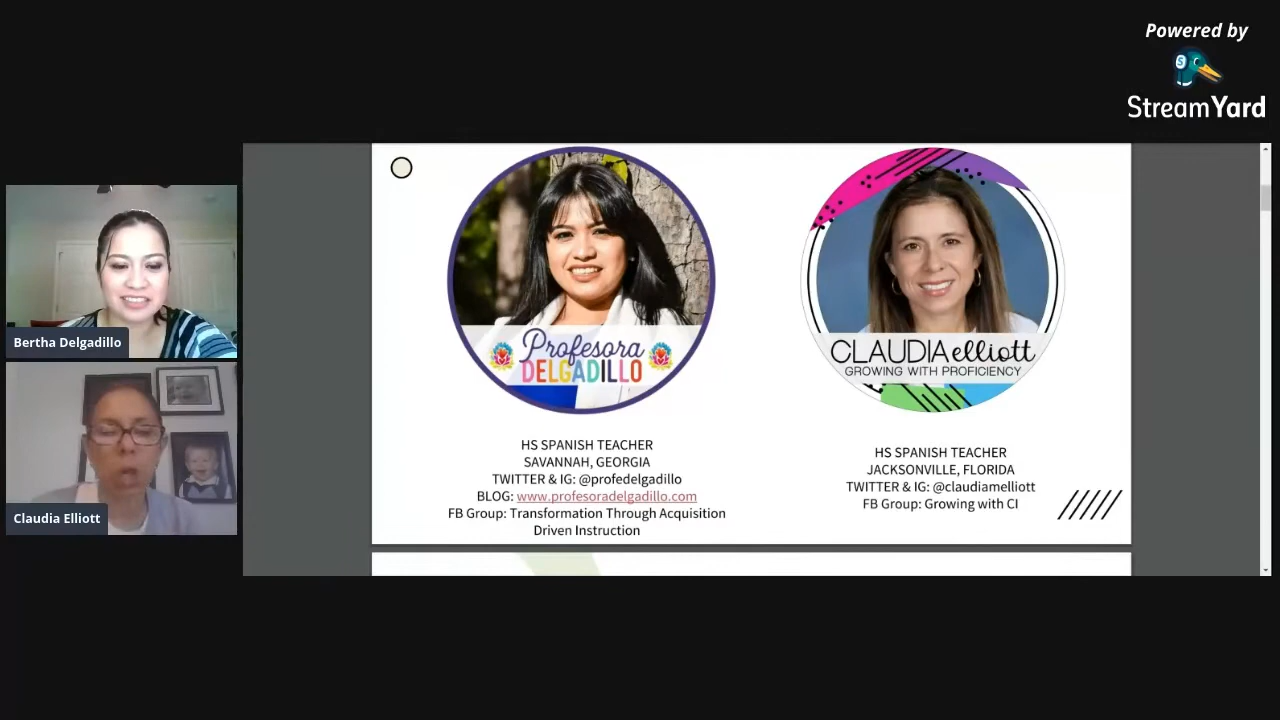 Powered by
StreamYard
Bertha Delgadillo
Claudia Elliott
Profesora
DELGADILLO
HS SPANISH TEACHER
SAVANNAH, GEORGIA
TWITTER & IG: @profedelgadillo
BLOG: www.profesoradelgadillo.com
FB Group: Transformation Through Acquisition
Driven Instruction
CLAUDIA elliott
GROWING WITH PROFICIENCY
HS SPANISH TEACHER
JACKSONVILLE, FLORIDA
TWITTER & IG: @claudiamelliott
FB Group: Growing with CI